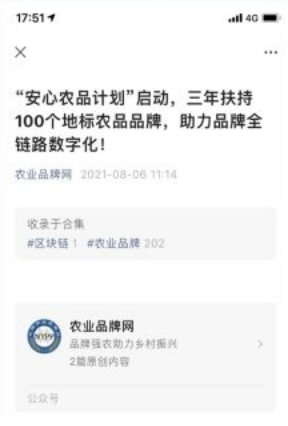 17:51
4G
“安心农品计划”启动，三年扶持
100个地标农品品牌，助力品牌全
链路数字化！
农业品牌网 2021-08-06 11:14
收录于合集
#区块链 1 #农业品牌 202
NYPP
农业品牌网
品牌强农助力乡村振兴
2篇原创内容
公众号